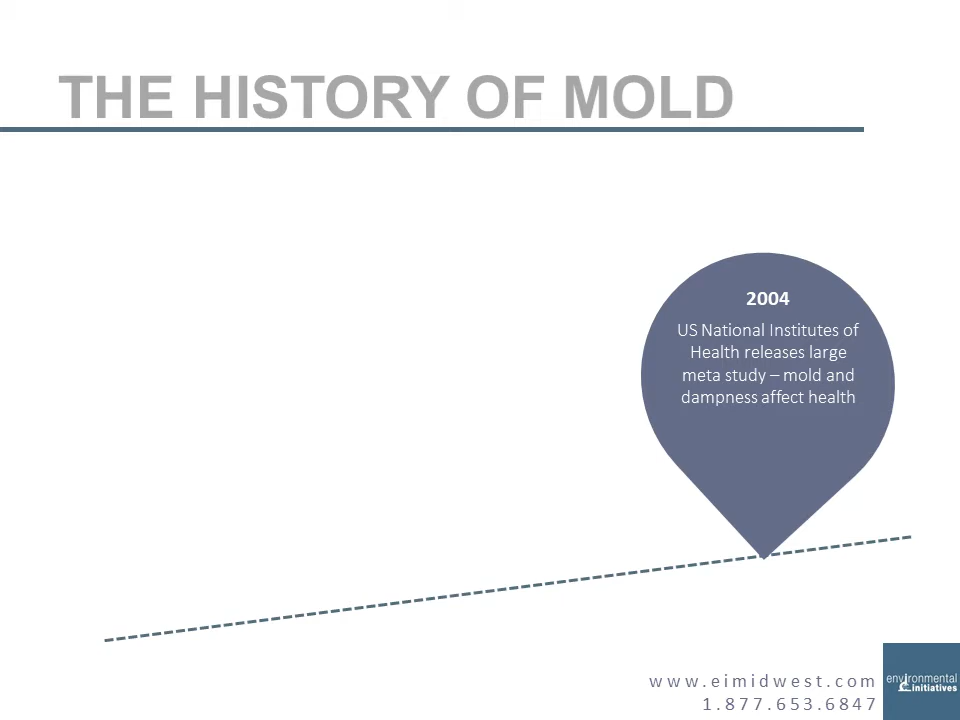 THE HISTORY OF MOLD
2004
US National Institutes of
Health releases large
meta study – mold and
dampness affect health
www.eimidwest.com
1.877.653.6847
environmental
initiatives